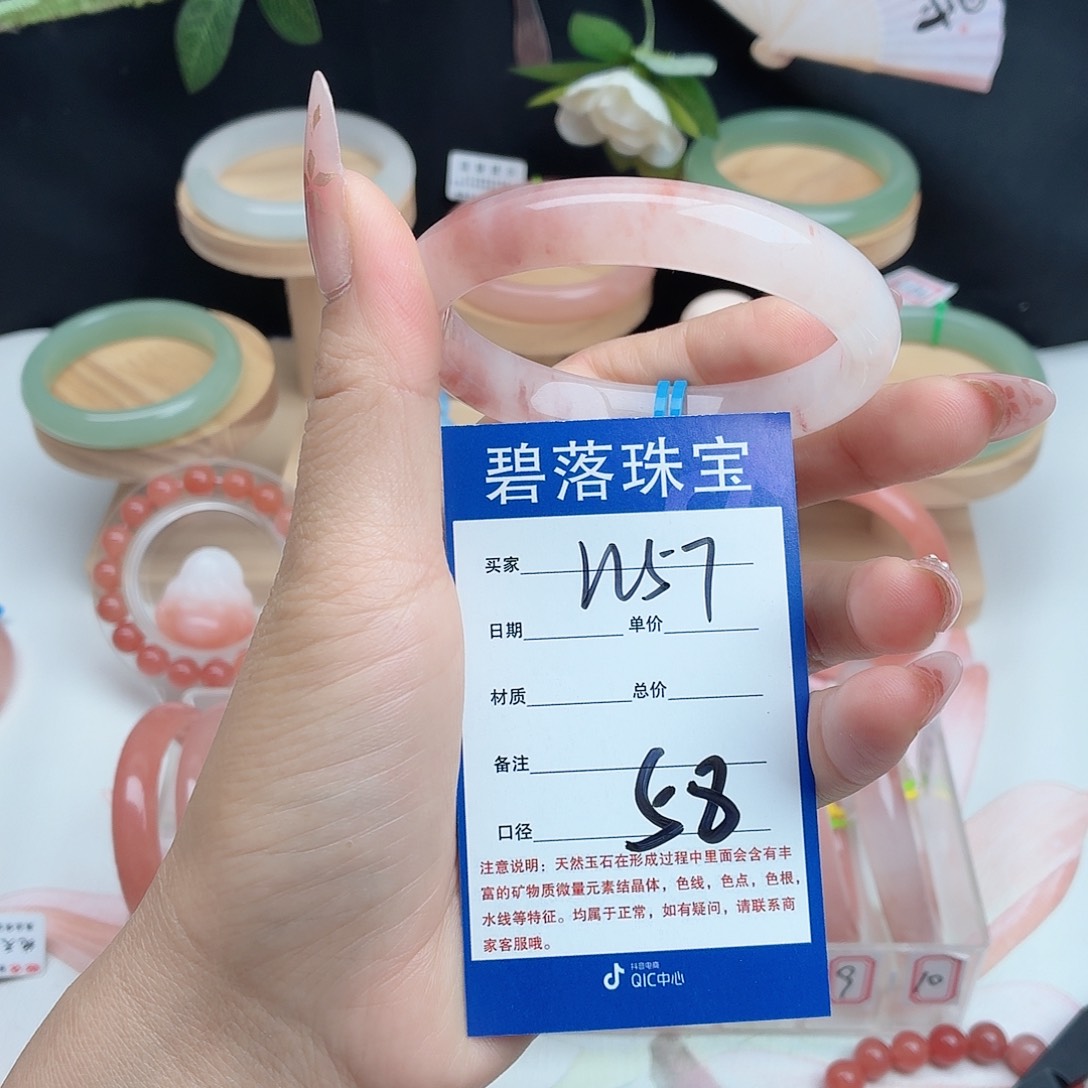 碧落珠宝
买家 W57
日期 单价
材质 总价
备注
口径 58
注意说明：天然玉石在形成过程中里面会含有丰
富的矿物质微量元素结晶体，色线，色点，色根，
水线等特征。均属于正常，如有疑问，请联系商
家客服哦。
抖音电商
QIC中心
9 10